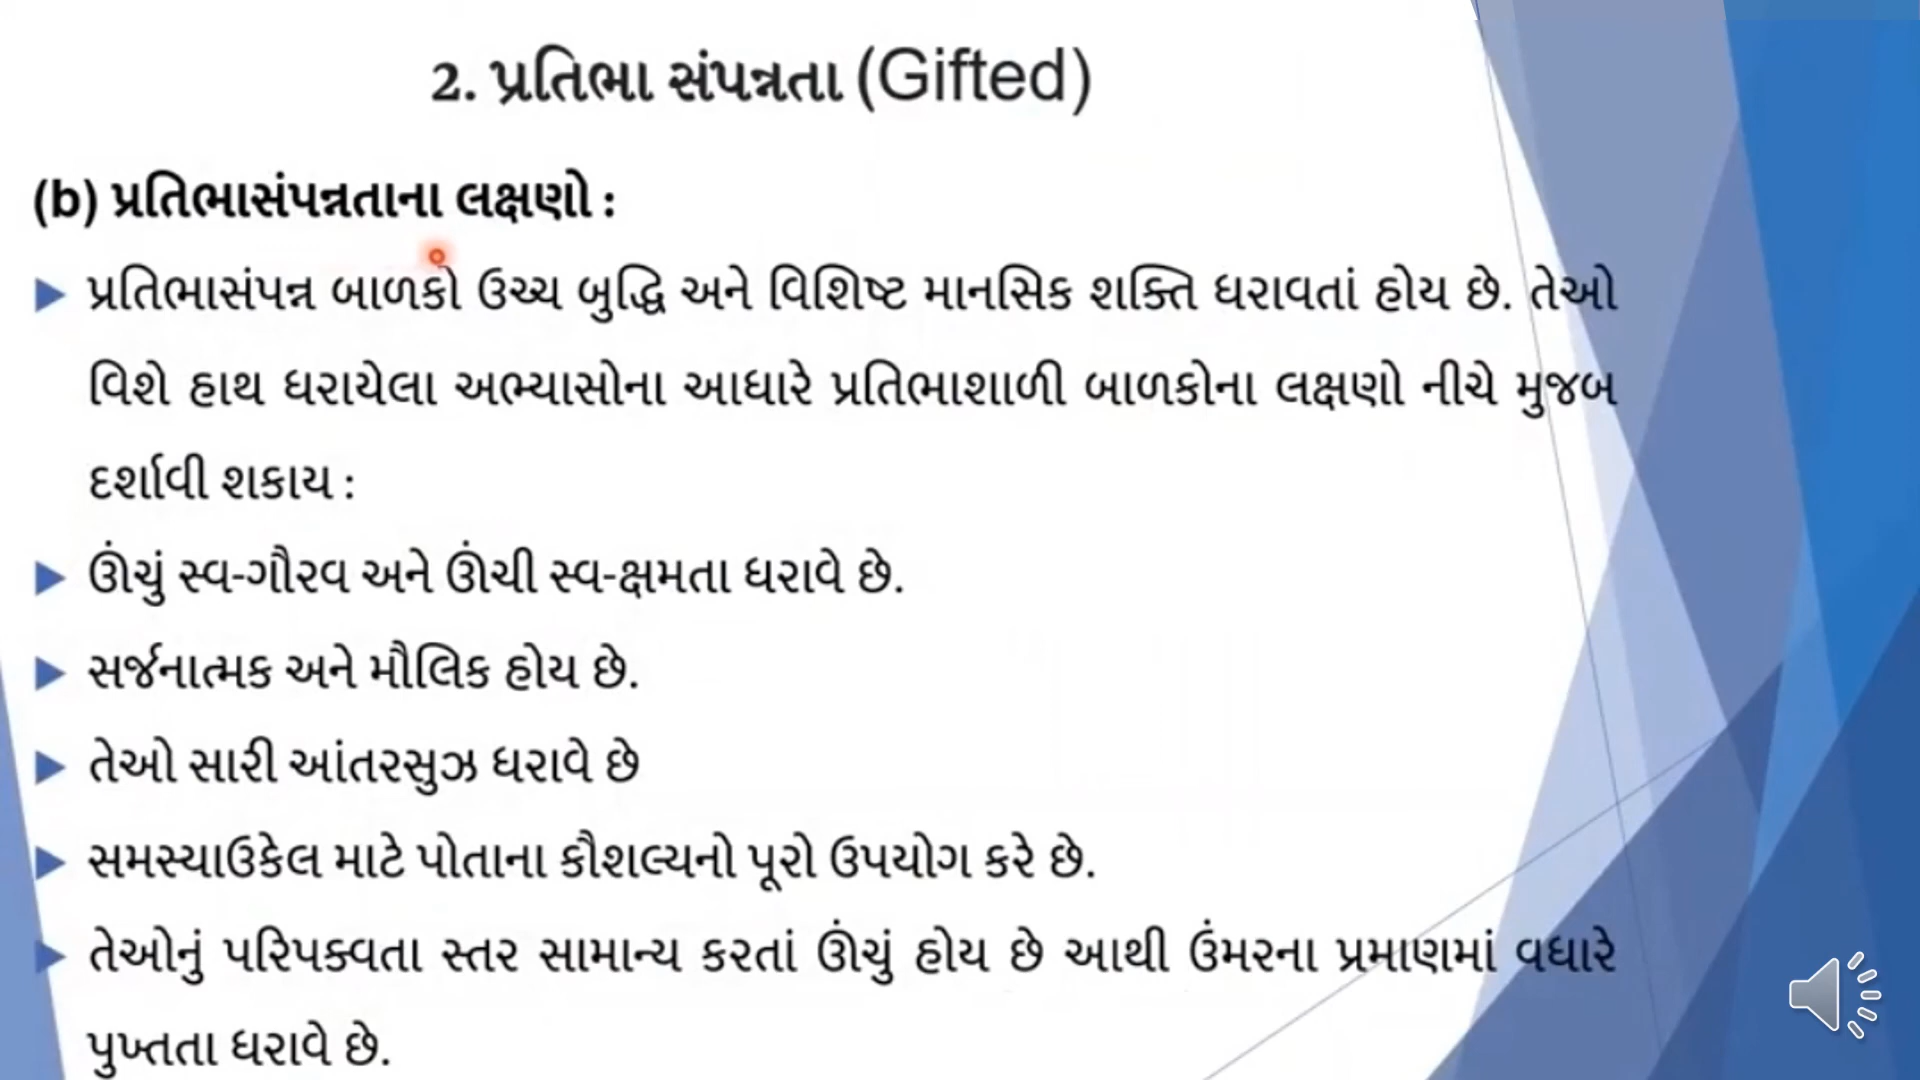 2. પ્રતિભા સંપન્નતા (Gifted)
(b) પ્રતિભાસંપન્નતાના લક્ષણો :
પ્રતિભાસંપન્ન બાળકો ઉચ્ચ બુદ્ધિ અને વિશિષ્ટ માનસિક શક્તિ ધરાવતાં હોય છે. તેઓ
વિશે હાથ ધરાયેલા અભ્યાસોના આધારે પ્રતિભાશાળી બાળકોના લક્ષણો નીચે મુજબ
દર્શાવી શકાય :
ઊંચું સ્વ-ગૌરવ અને ઊંચી સ્વ-ક્ષમતા ધરાવે છે.
સર્જનાત્મક અને મૌલિક હોય છે.
તેઓ સારી આંતરસુઝ ધરાવે છે
સમસ્યાઉકેલ માટે પોતાના કૌશલ્યનો પૂરો ઉપયોગ કરે છે.
તેઓનું પરિપક્વતા સ્તર સામાન્ય કરતાં ઊંચું હોય છે આથી ઉંમરના પ્રમાણમાં વધારે
પુખ્તતા ધરાવે છે.